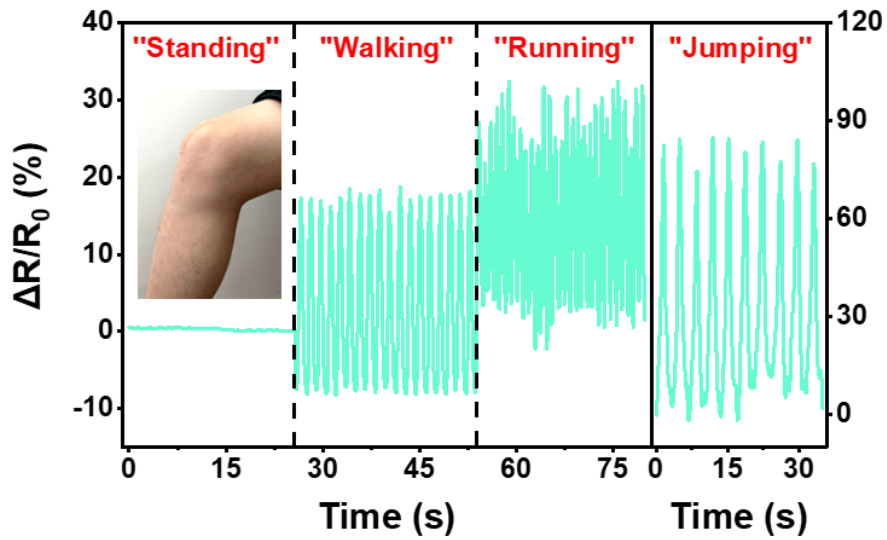 "Standing" "Walking" "Running" "Jumping"
40
30
20
10
0
-10
ΔR/R₀ (%)
120
90
60
30
0
0 15 30 45 60 75 0 15 30
Time (s) Time (s)